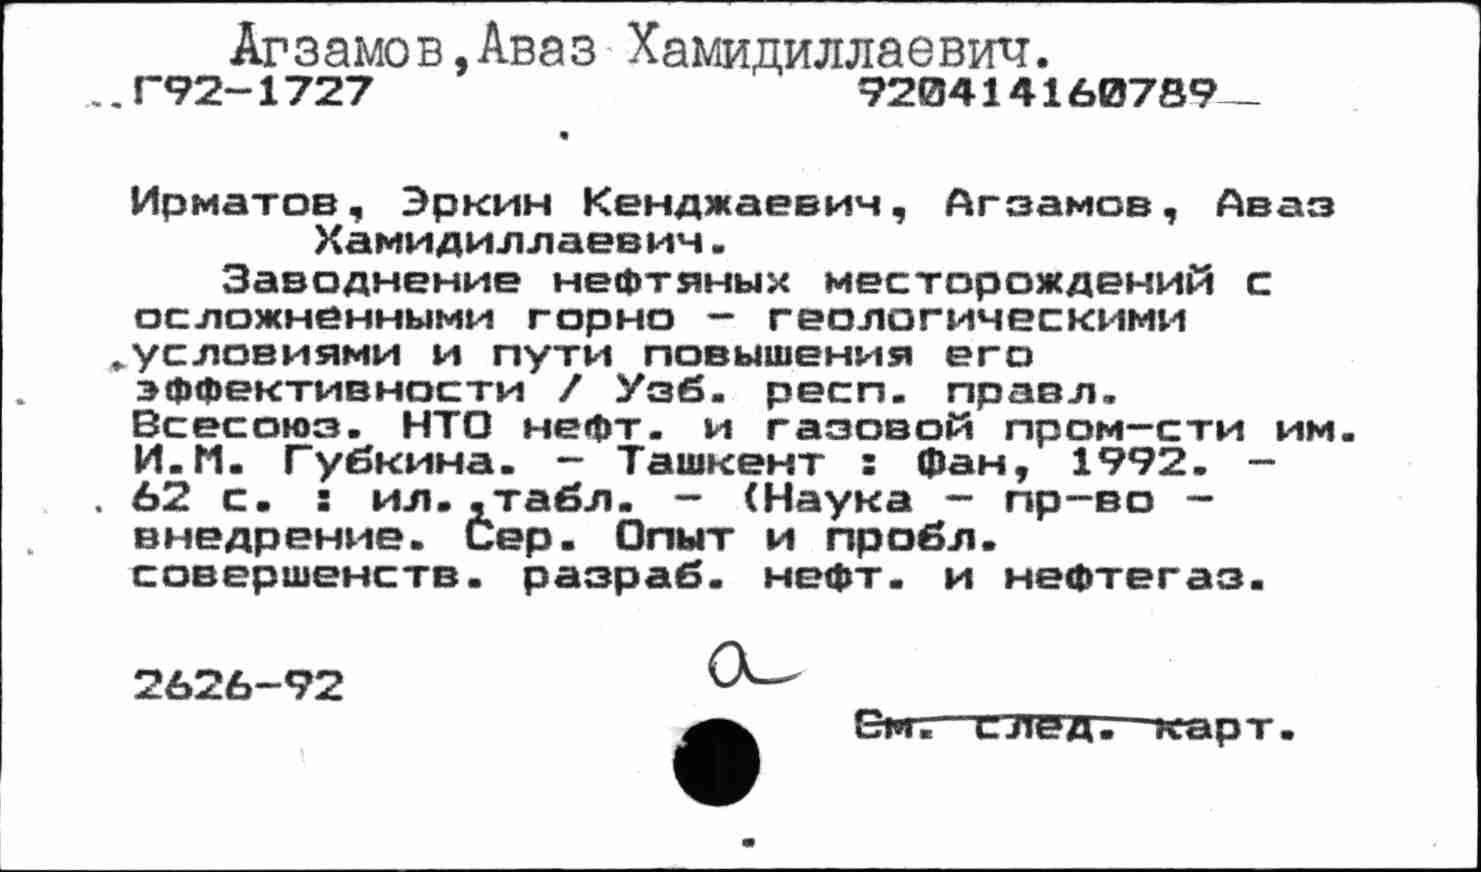 Агзамов,Аваз Хамидиллаевич.
Г92-1727 920414160789
Ирматов, Эркин Кенджаевич, Агзамов, Аваз
Хамидиллаевич.
Заводнение нефтяных месторождений с
осложненными горно - геологическими
условиями и пути повышения его
эффективности / Узб. респ. правл.
Всесоюз. НТО нефт. и газовой пром-сти им.
И.М. Губкина. - Ташкент : Фан, 1992. -
62 с. : ил.,табл. - (Наука - пр-во -
внедрение. Сер. Опыт и пробл.
совершенств. разраб. нефт. и нефтегаз.
а
2626-92
См. след. карт.